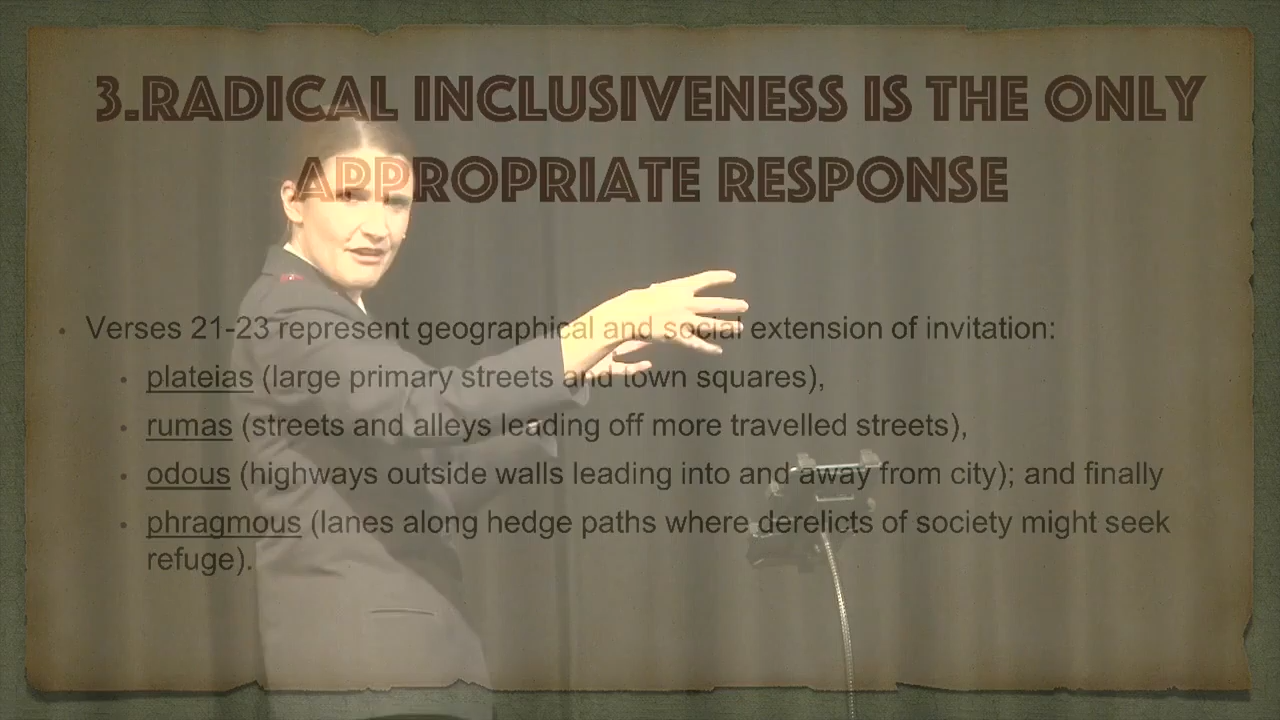 3.RADICAL INCLUSIVENESS IS THE ONLY
APPROPRIATE RESPONSE
• Verses 21-23 represent geographical and social extension of invitation:
• plateias (large primary streets and town squares),
• rumas (streets and alleys leading off more travelled streets),
• odous (highways outside walls leading into and away from city); and finally
• phragmous (lanes along hedge paths where derelicts of society might seek
refuge).